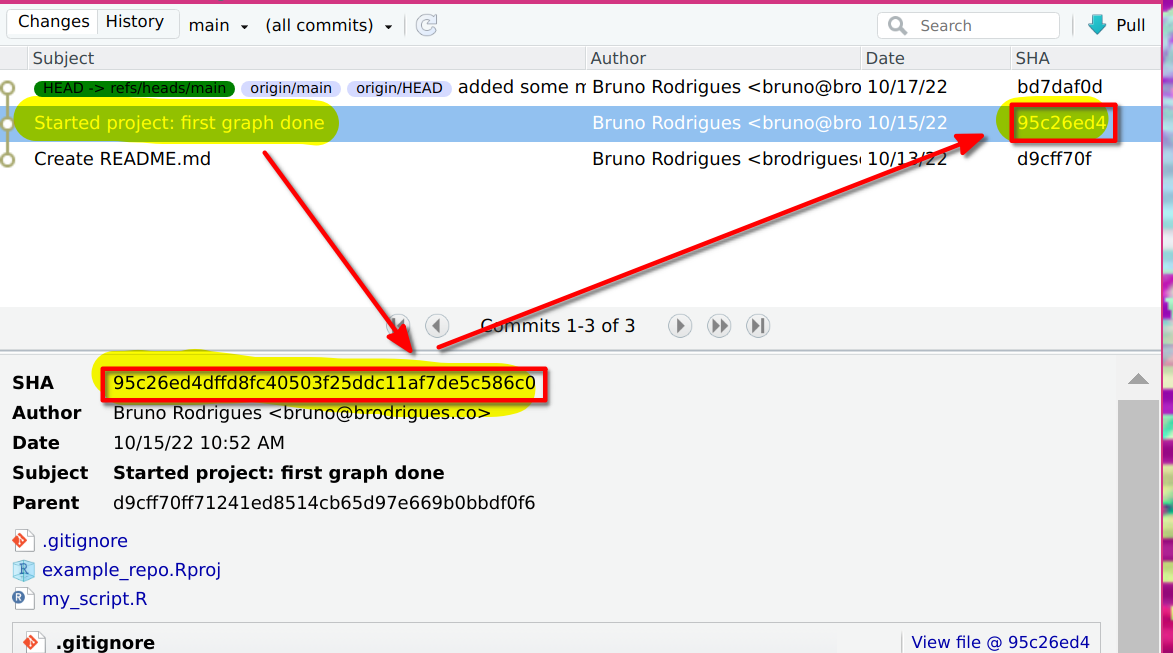 Changes History main (all commits) Search Pull
Subject Author Date SHA
HEAD -> refs/heads/main origin/main origin/HEAD added some m Bruno Rodrigues <bruno@bro 10/17/22 bd7daf0d
Started project: first graph done Bruno Rodrigues <bruno@bro 10/15/22 95c26ed4
Create README.md Bruno Rodrigues <brodrigues 10/13/22 d9cff70f
Commits 1-3 of 3
SHA 95c26ed4dffd8fc40503f25ddc11af7de5c586c0
Author Bruno Rodrigues <bruno@brodrigues.co>
Date 10/15/22 10:52 AM
Subject Started project: first graph done
Parent d9cff70ff71241ed8514cb65d97e669b0bbdf0f6
.gitignore
example_repo.Rproj
my_script.R
.gitignore View file @ 95c26ed4